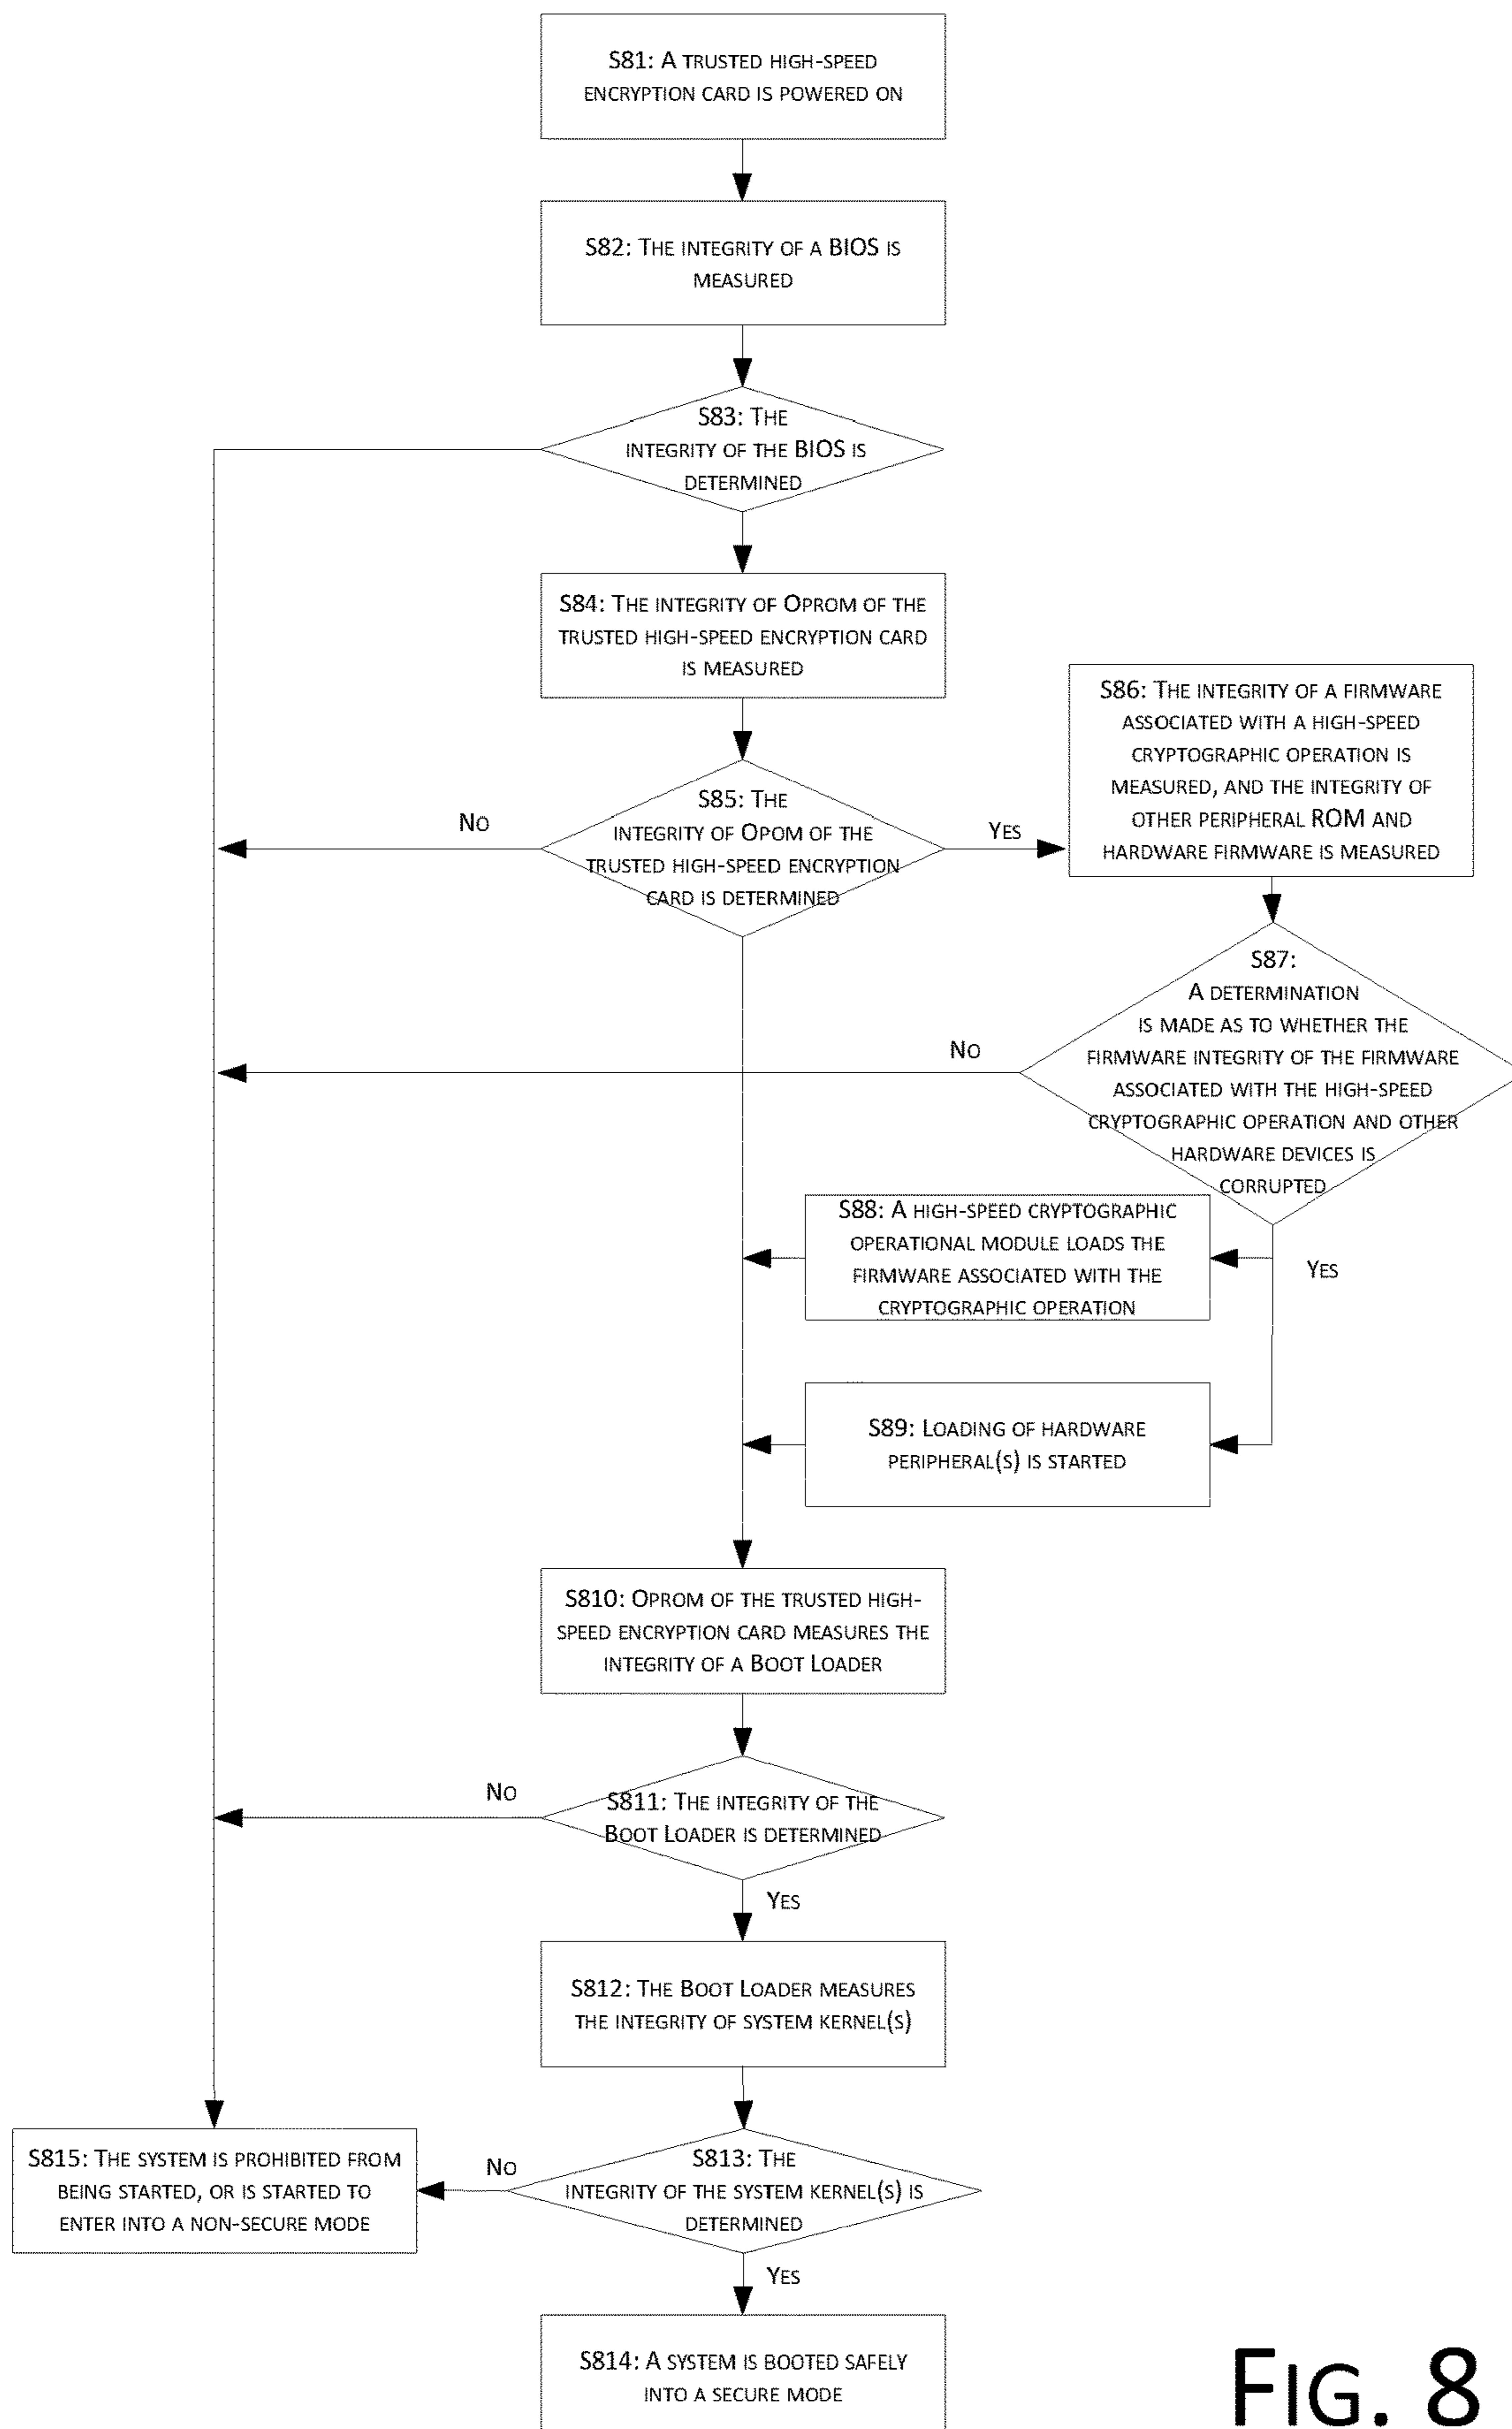 S81: A TRUSTED HIGH-SPEED
ENCRYPTION CARD IS POWERED ON
S82: THE INTEGRITY OF A BIOS IS
MEASURED
S83: THE
INTEGRITY OF THE BIOS IS
DETERMINED
S84: THE INTEGRITY OF OPROM OF THE
TRUSTED HIGH-SPEED ENCRYPTION CARD
IS MEASURED
S85: THE
INTEGRITY OF OPOM OF THE
TRUSTED HIGH-SPEED ENCRYPTION
CARD IS DETERMINED
NO
YES
S86: THE INTEGRITY OF A FIRMWARE
ASSOCIATED WITH A HIGH-SPEED
CRYPTOGRAPHIC OPERATION IS
MEASURED, AND THE INTEGRITY OF
OTHER PERIPHERAL ROM AND
HARDWARE FIRMWARE IS MEASURED
S87:
A DETERMINATION
IS MADE AS TO WHETHER THE
FIRMWARE INTEGRITY OF THE FIRMWARE
ASSOCIATED WITH THE HIGH-SPEED
CRYPTOGRAPHIC OPERATION AND OTHER
HARDWARE DEVICES IS
CORRUPTED
NO
YES
S88: A HIGH-SPEED CRYPTOGRAPHIC
OPERATIONAL MODULE LOADS THE
FIRMWARE ASSOCIATED WITH THE
CRYPTOGRAPHIC OPERATION
S89: LOADING OF HARDWARE
PERIPHERAL(S) IS STARTED
S810: OPROM OF THE TRUSTED HIGH-
SPEED ENCRYPTION CARD MEASURES THE
INTEGRITY OF A BOOT LOADER
S811: THE INTEGRITY OF THE
BOOT LOADER IS DETERMINED
NO
YES
S812: THE BOOT LOADER MEASURES
THE INTEGRITY OF SYSTEM KERNEL(S)
S813: THE
INTEGRITY OF THE SYSTEM KERNEL(S) IS
DETERMINED
NO
YES
S815: THE SYSTEM IS PROHIBITED FROM
BEING STARTED, OR IS STARTED TO
ENTER INTO A NON-SECURE MODE
S814: A SYSTEM IS BOOTED SAFELY
INTO A SECURE MODE
FIG. 8